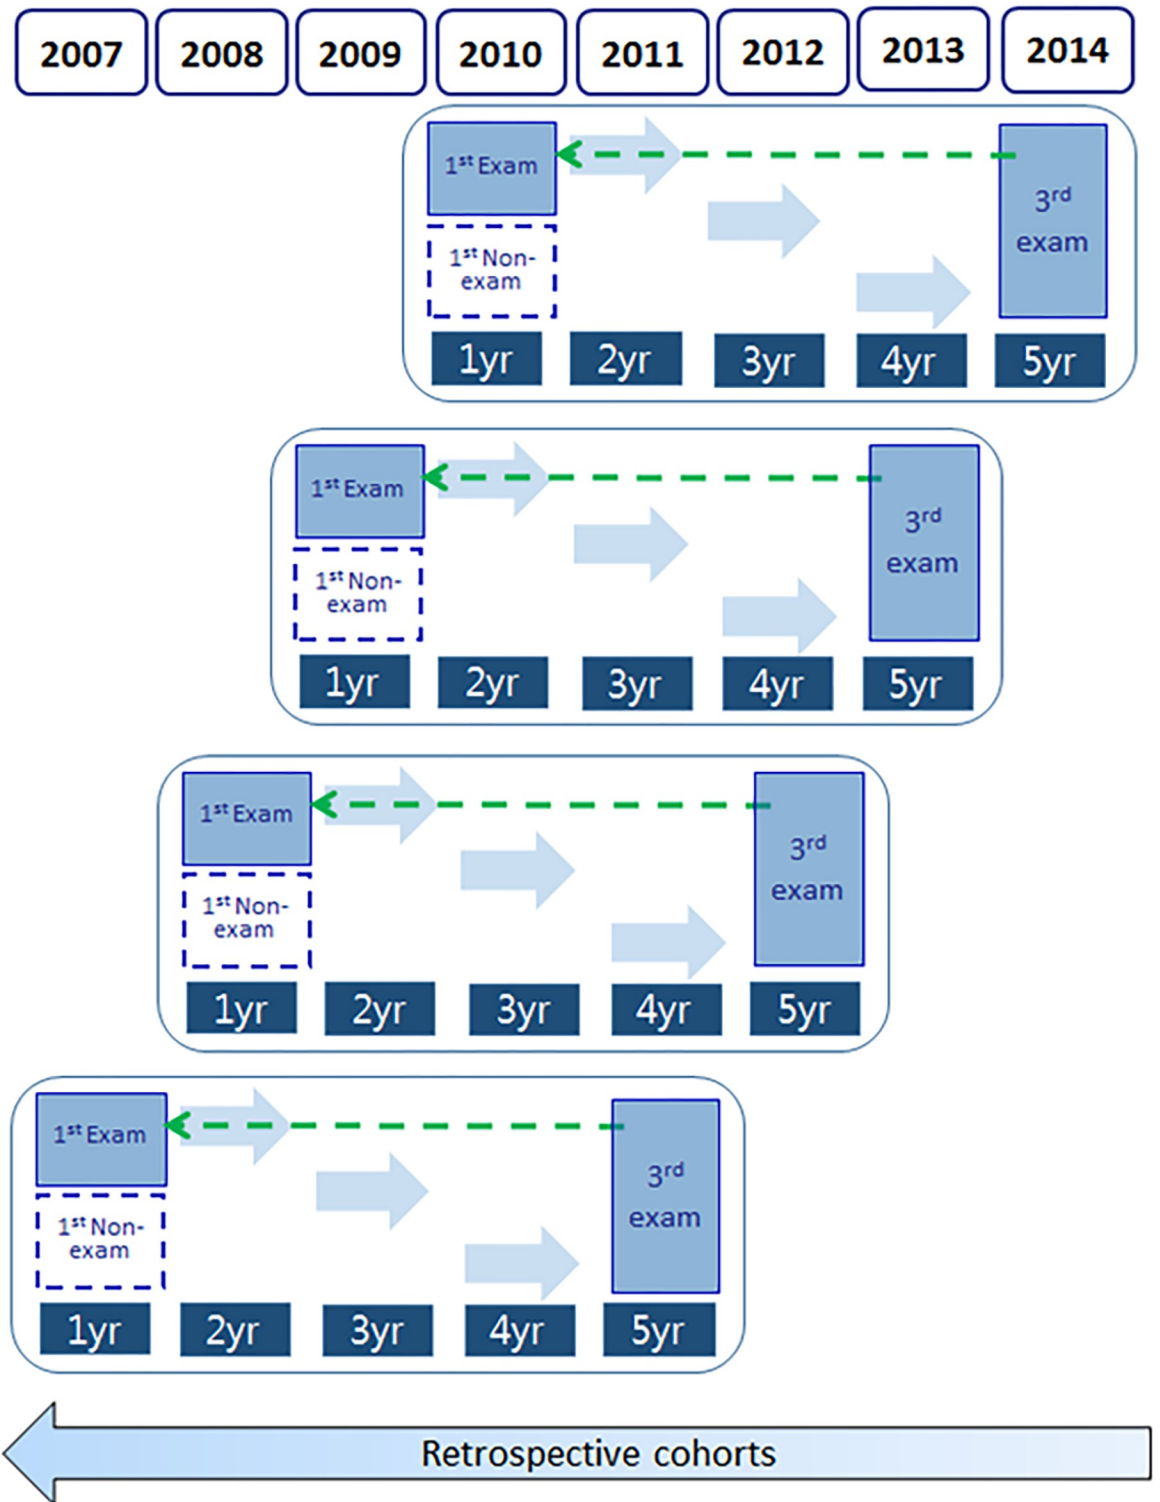 2007 2008 2009 2010 2011 2012 2013 2014
1st Exam
3rd
exam
1st Non-
exam
1yr 2yr 3yr 4yr 5yr
1st Exam
3rd
exam
1st Non-
exam
1yr 2yr 3yr 4yr 5yr
1st Exam
3rd
exam
1st Non-
exam
1yr 2yr 3yr 4yr 5yr
1st Exam
3rd
exam
1st Non-
exam
1yr 2yr 3yr 4yr 5yr
Retrospective cohorts